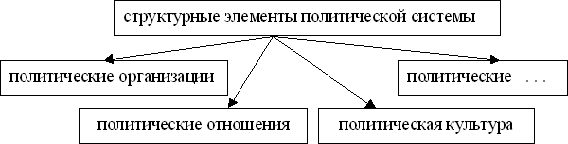 структурные элементы политической системы
политические организации
политические ...
политические отношения
политическая культура